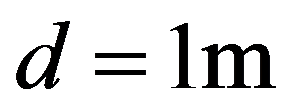 d = 1m